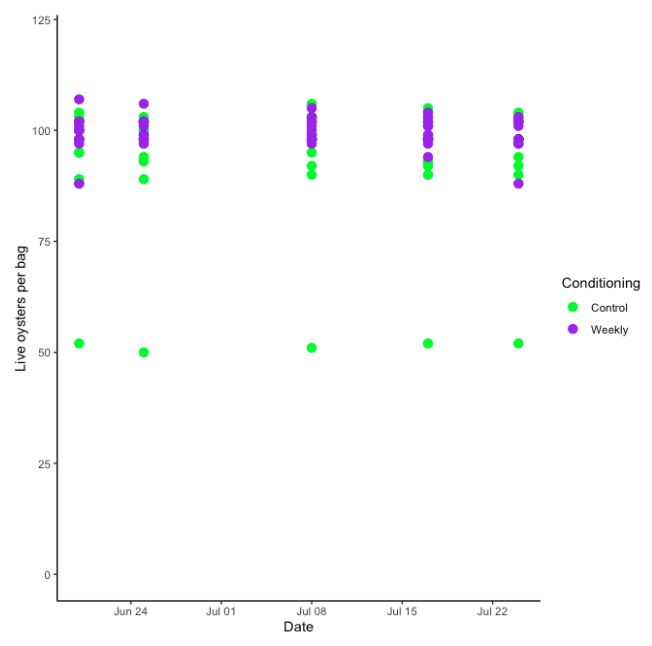 125
100
75
50
25
0
Live oysters per bag
Jun 24 Jul 01 Jul 08 Jul 15 Jul 22
Date
Conditioning
Control
Weekly